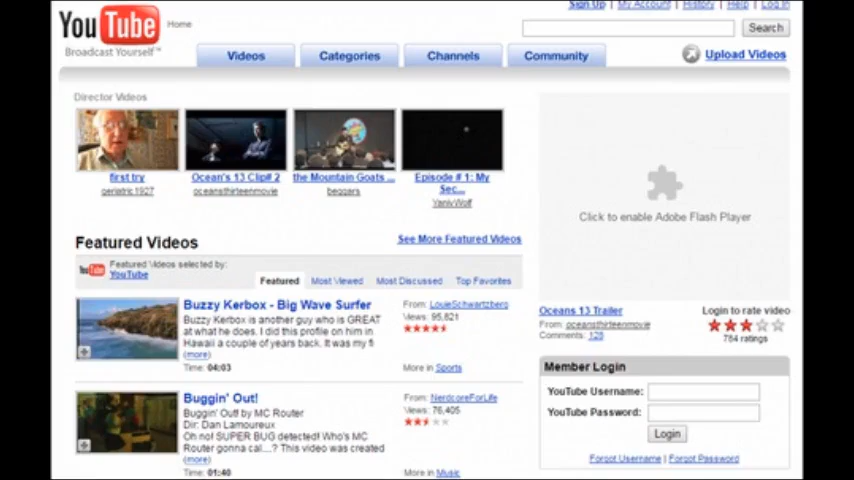 Sign Up | My Account | History | Help | Log In
YouTube Home
Broadcast Yourself™
Search
Videos Categories Channels Community Upload Videos
Director Videos
first try
geriatric1927
Ocean's 13 Clip# 2
oceansthirteenmovie
the Mountain Goats ...
beggars
Episode # 1: My
Sec...
YanivWolf
Click to enable Adobe Flash Player
Featured Videos See More Featured Videos
YouTube Featured Videos selected by:
YouTube
Featured Most Viewed Most Discussed Top Favorites
Buzzy Kerbox - Big Wave Surfer
Buzzy Kerbox is another guy who is GREAT
at what he does. I did this profile on him in
Hawaii a couple of years back. It was my fi
(more)
Time: 04:03
From: LouieSchwartzberg
Views: 95,821
More in Sports
Buggin' Out!
Buggin' Out! by MC Router
Dir: Dan Lamoureux
Oh no! SUPER BUG detected! Who's MC
Router gonna cal...? This video was created
(more)
Time: 01:40
From: NerdcoreForLife
Views: 76,405
More in Music
Oceans 13 Trailer
From: oceansthirteenmovie
Comments: 128
Login to rate video
784 ratings
Member Login
YouTube Username:
YouTube Password:
Login
Forgot Username | Forgot Password